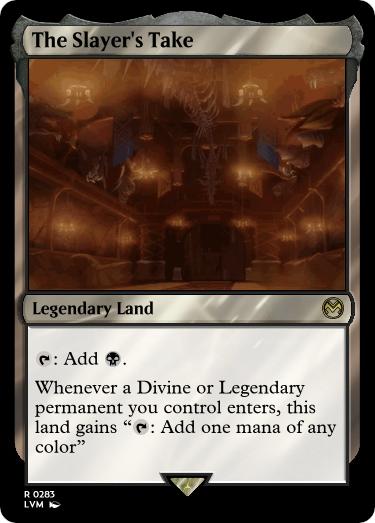 The Slayer's Take
Legendary Land
: Add .
Whenever a Divine or Legendary
permanent you control enters, this
land gains “: Add one mana of any
color”
R 0283
LVM